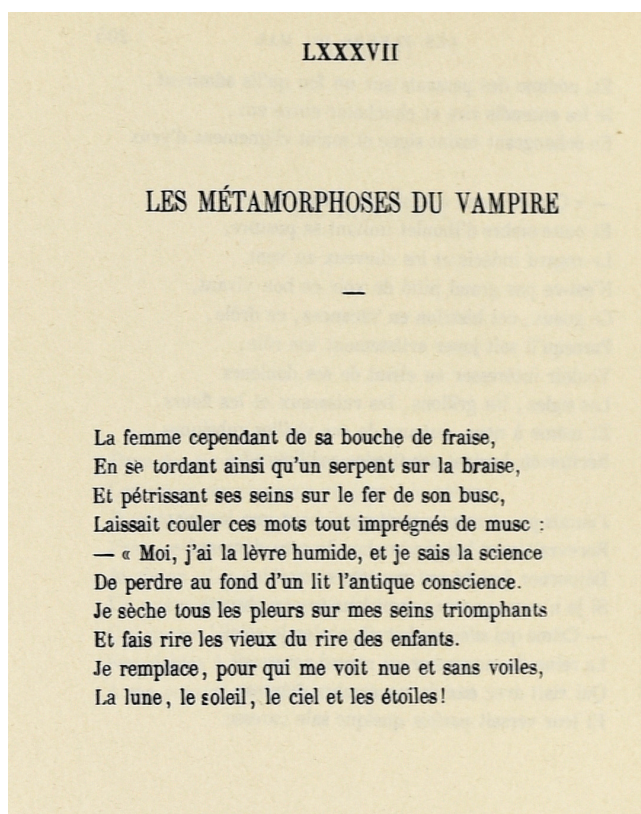 LXXXVII
LES MÉTAMORPHOSES DU VAMPIRE
—
La femme cependant de sa bouche de fraise,
En se tordant ainsi qu'un serpent sur la braise,
Et pétrissant ses seins sur le fer de son busc,
Laissait couler ces mots tout imprégnés de musc :
— « Moi, j'ai la lèvre humide, et je sais la science
De perdre au fond d'un lit l'antique conscience.
Je sèche tous les pleurs sur mes seins triomphants
Et fais rire les vieux du rire des enfants.
Je remplace, pour qui me voit nue et sans voiles,
La lune, le soleil, le ciel et les étoiles!